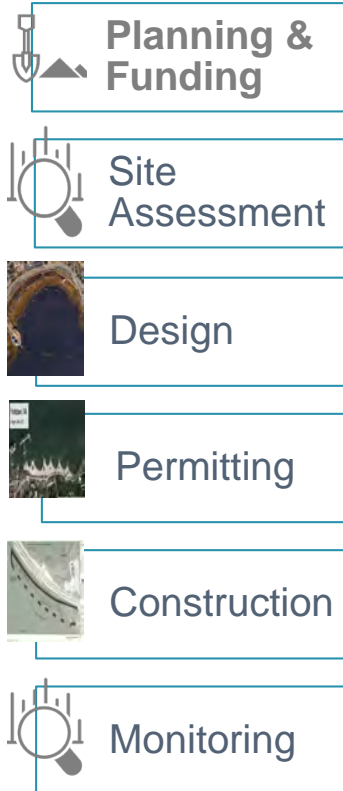 Planning &
Funding
Site
Assessment
Design
Permitting
Construction
Monitoring